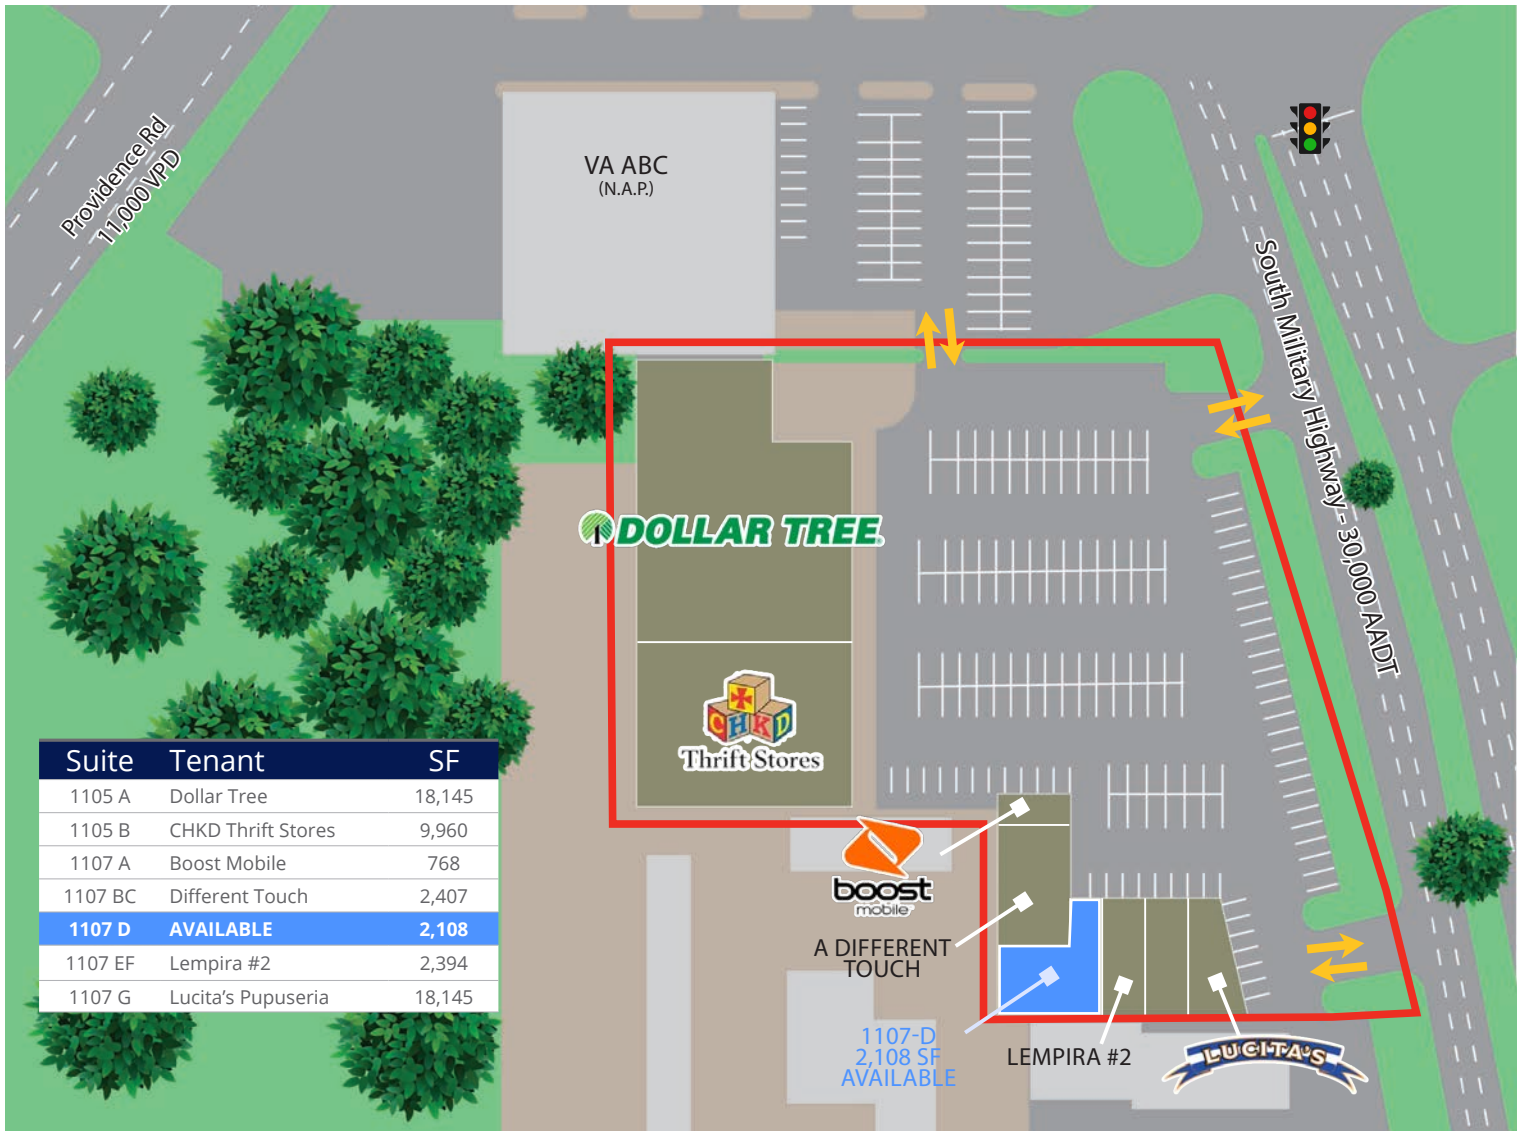 Providence Rd
11,000 VPD
VA ABC
(N.A.P.)
South Military Highway - 30,000 AADT
DOLLAR TREE
CHKD
Thrift Stores
Suite Tenant SF
1105 A Dollar Tree 18,145
1105 B CHKD Thrift Stores 9,960
1107 A Boost Mobile 768
1107 BC Different Touch 2,407
1107 D AVAILABLE 2,108
1107 EF Lempira #2 2,394
1107 G Lucita’s Pupuseria 18,145
boost
mobile
A DIFFERENT
TOUCH
1107-D
2,108 SF
AVAILABLE
LEMPIRA #2
LUCITA'S